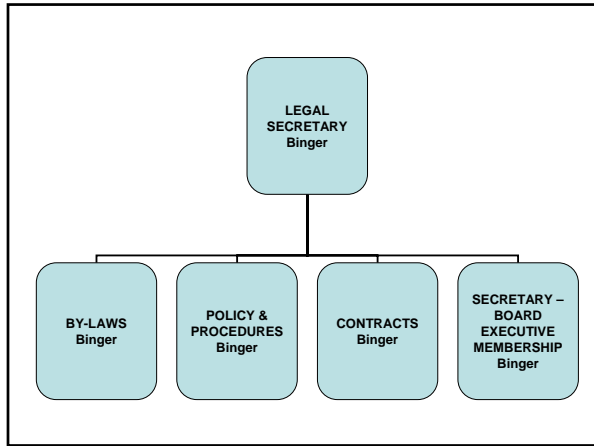 LEGAL
SECRETARY
Binger
BY-LAWS
Binger
POLICY &
PROCEDURES
Binger
CONTRACTS
Binger
SECRETARY –
BOARD
EXECUTIVE
MEMBERSHIP
Binger